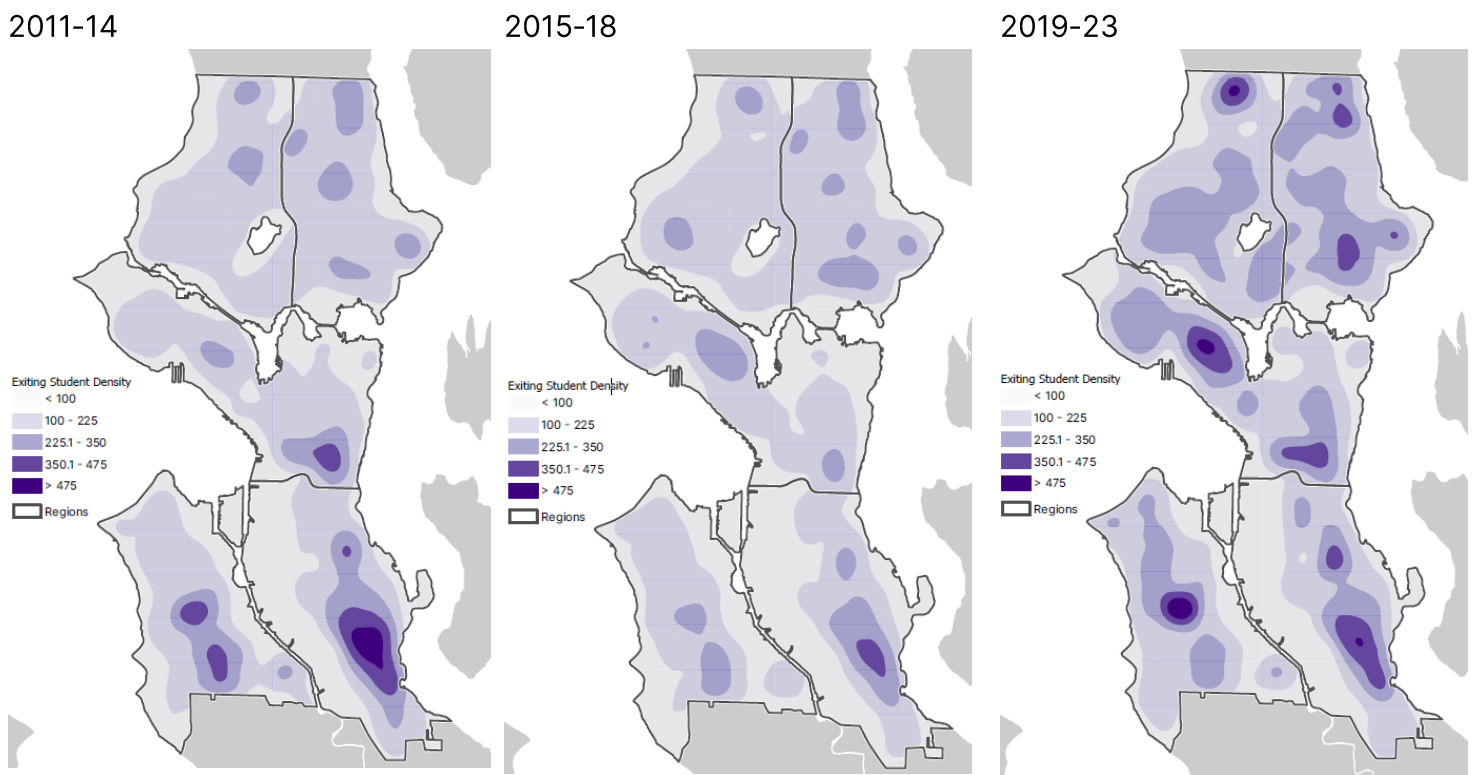 2011-14
Exiting Student Density
< 100
100 - 225
225.1 - 350
350.1 - 475
> 475
Regions
2015-18
Exiting Student Density
< 100
100 - 225
225.1 - 350
350.1 - 475
> 475
Regions
2019-23
Exiting Student Density
< 100
100 - 225
225.1 - 350
350.1 - 475
> 475
Regions